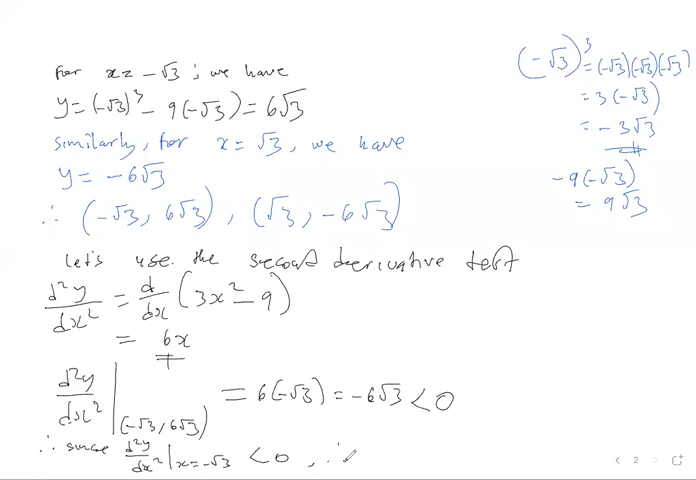 For x = -√3, we have
y = (-√3)³ - 9(-√3) = 6√3
Similarly, for x = √3, we have
y = -6√3
∴ (-√3, 6√3), (√3, -6√3)
(-√3)³ = (-√3)(-√3)(-√3)
= 3(-√3)
= -3√3
-9(-√3)
= 9√3
Let's use the second derivative test
d²y/dx² = d/dx (3x² - 9)
= 6x
d²y/dx² |(-√3, 6√3) = 6(-√3) = -6√3 < 0
∴ since d²y/dx² | x=-√3 < 0, ∴
< 2 >